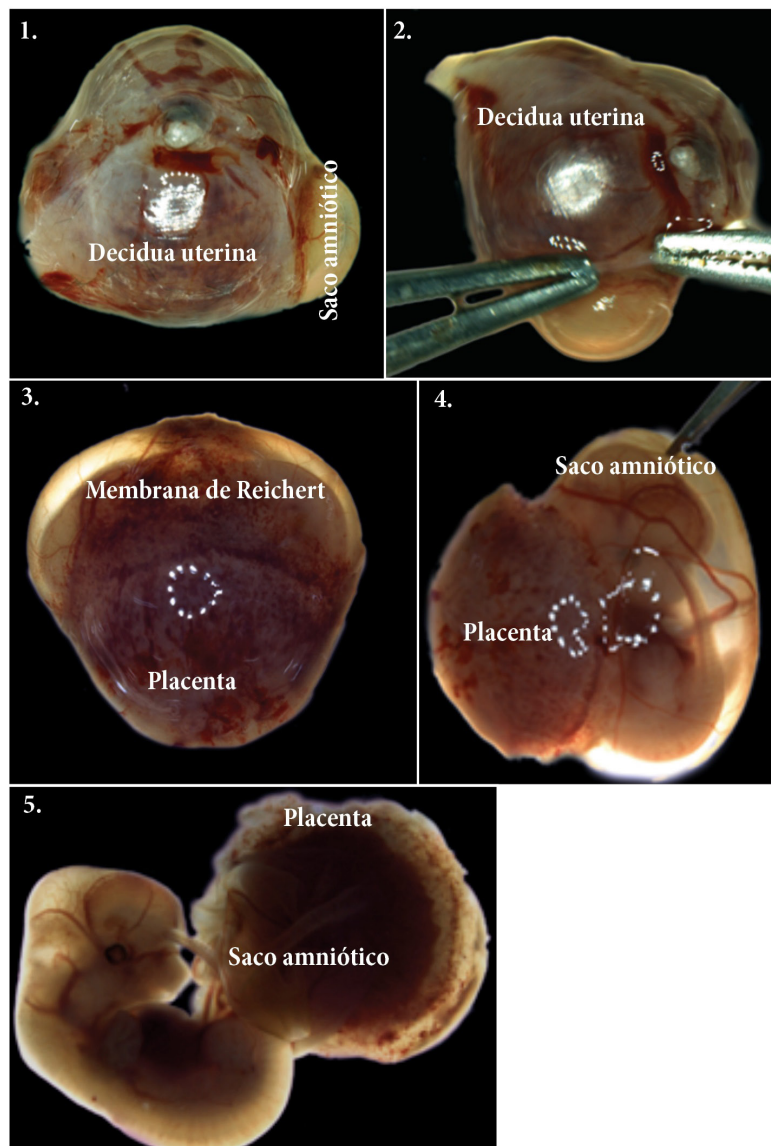 1.
Decidua uterina
Saco amniótico
2.
Decidua uterina
3.
Membrana de Reichert
Placenta
4.
Saco amniótico
Placenta
5.
Placenta
Saco amniótico